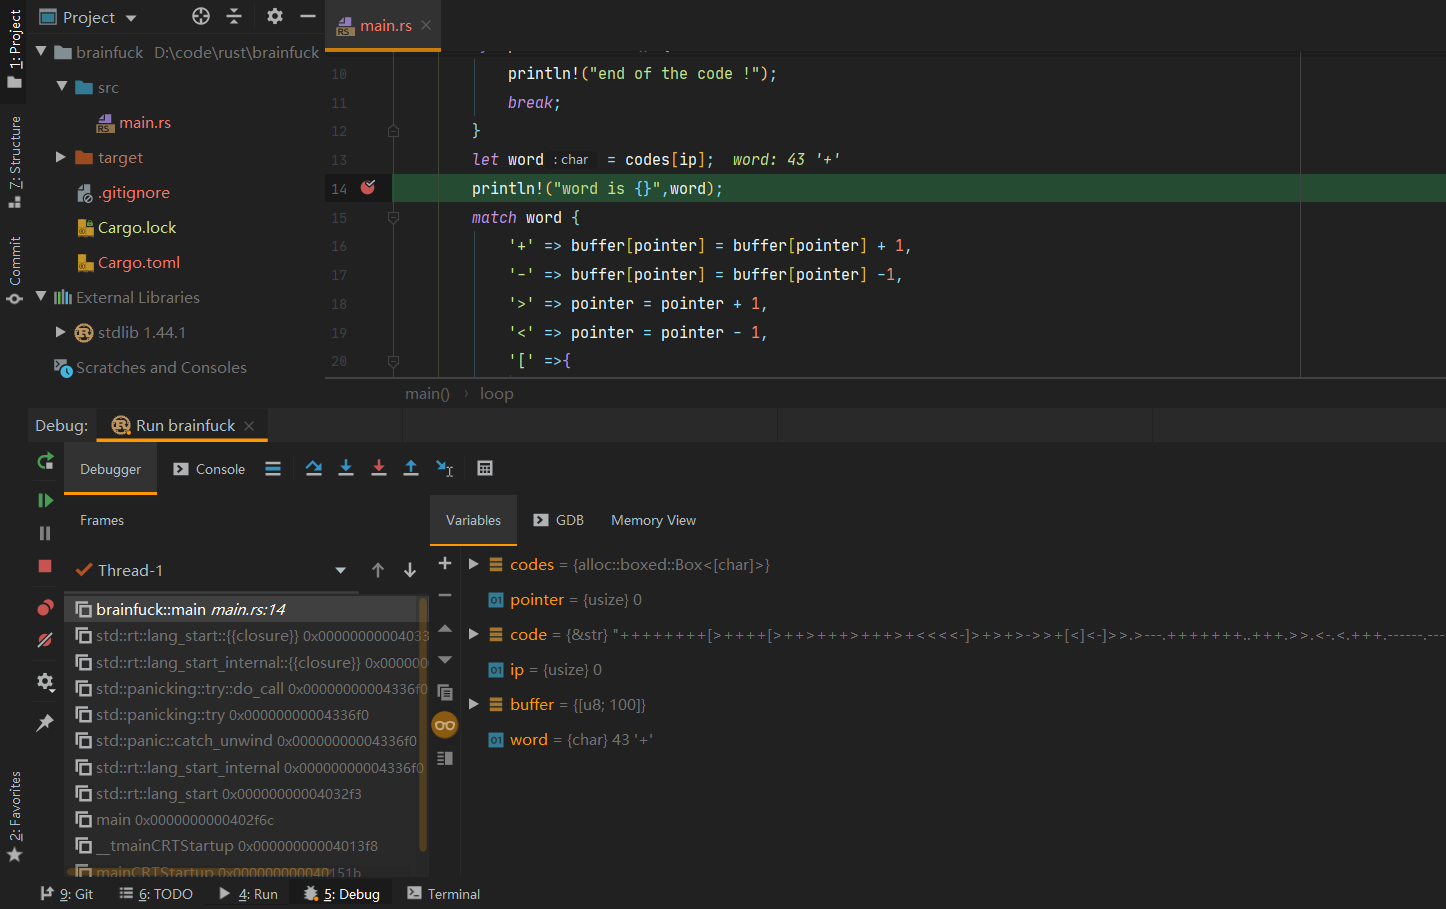 1: Project
7: Structure
Commit
2: Favorites
Project
brainfuck D:\code\rust\brainfuck
src
main.rs
target
.gitignore
Cargo.lock
Cargo.toml
External Libraries
stdlib 1.44.1
Scratches and Consoles
main.rs
10 println!("end of the code !");
11 break;
12 }
13 let word : char = codes[ip]; word: 43 '+'
14 println!("word is {}",word);
15 match word {
16 '+' => buffer[pointer] = buffer[pointer] + 1,
17 '-' => buffer[pointer] = buffer[pointer] -1,
18 '>' => pointer = pointer + 1,
19 '<' => pointer = pointer - 1,
20 '[' =>{
main() › loop
Debug: Run brainfuck
Debugger Console
Frames
Thread-1
brainfuck::main main.rs:14
std::rt::lang_start::{{closure}} 0x00000000004033
std::rt::lang_start_internal::{{closure}} 0x000000
std::panicking::try::do_call 0x00000000004336f0
std::panicking::try 0x00000000004336f0
std::panic::catch_unwind 0x00000000004336f0
std::rt::lang_start_internal 0x00000000004336f0
std::rt::lang_start 0x00000000004032f3
main 0x0000000000402f6c
__tmainCRTStartup 0x00000000004013f8
mainCRTStartup 0x000000000040151b
Variables GDB Memory View
codes = {alloc::boxed::Box<[char]>}
pointer = {usize} 0
code = {&str} "++++++++[>++++[>++>+++>+++>+<<<<-]>+>+>->>+[<]<-]>>.>---.+++++++..+++.>>.<-.<.+++.------.---
ip = {usize} 0
buffer = {[u8; 100]}
word = {char} 43 '+'
9: Git 6: TODO 4: Run 5: Debug Terminal